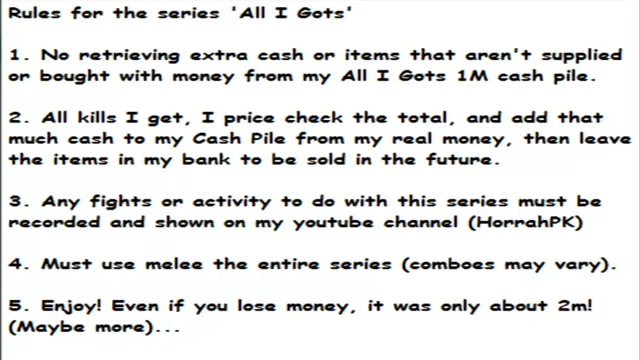 Rules for the series 'All I Gots'
1. No retrieving extra cash or items that aren't supplied
or bought with money from my All I Gots 1M cash pile.
2. All kills I get, I price check the total, and add that
much cash to my Cash Pile from my real money, then leave
the items in my bank to be sold in the future.
3. Any fights or activity to do with this series must be
recorded and shown on my youtube channel (HorrahPK)
4. Must use melee the entire series (comboes may vary).
5. Enjoy! Even if you lose money, it was only about 2m!
(Maybe more)...